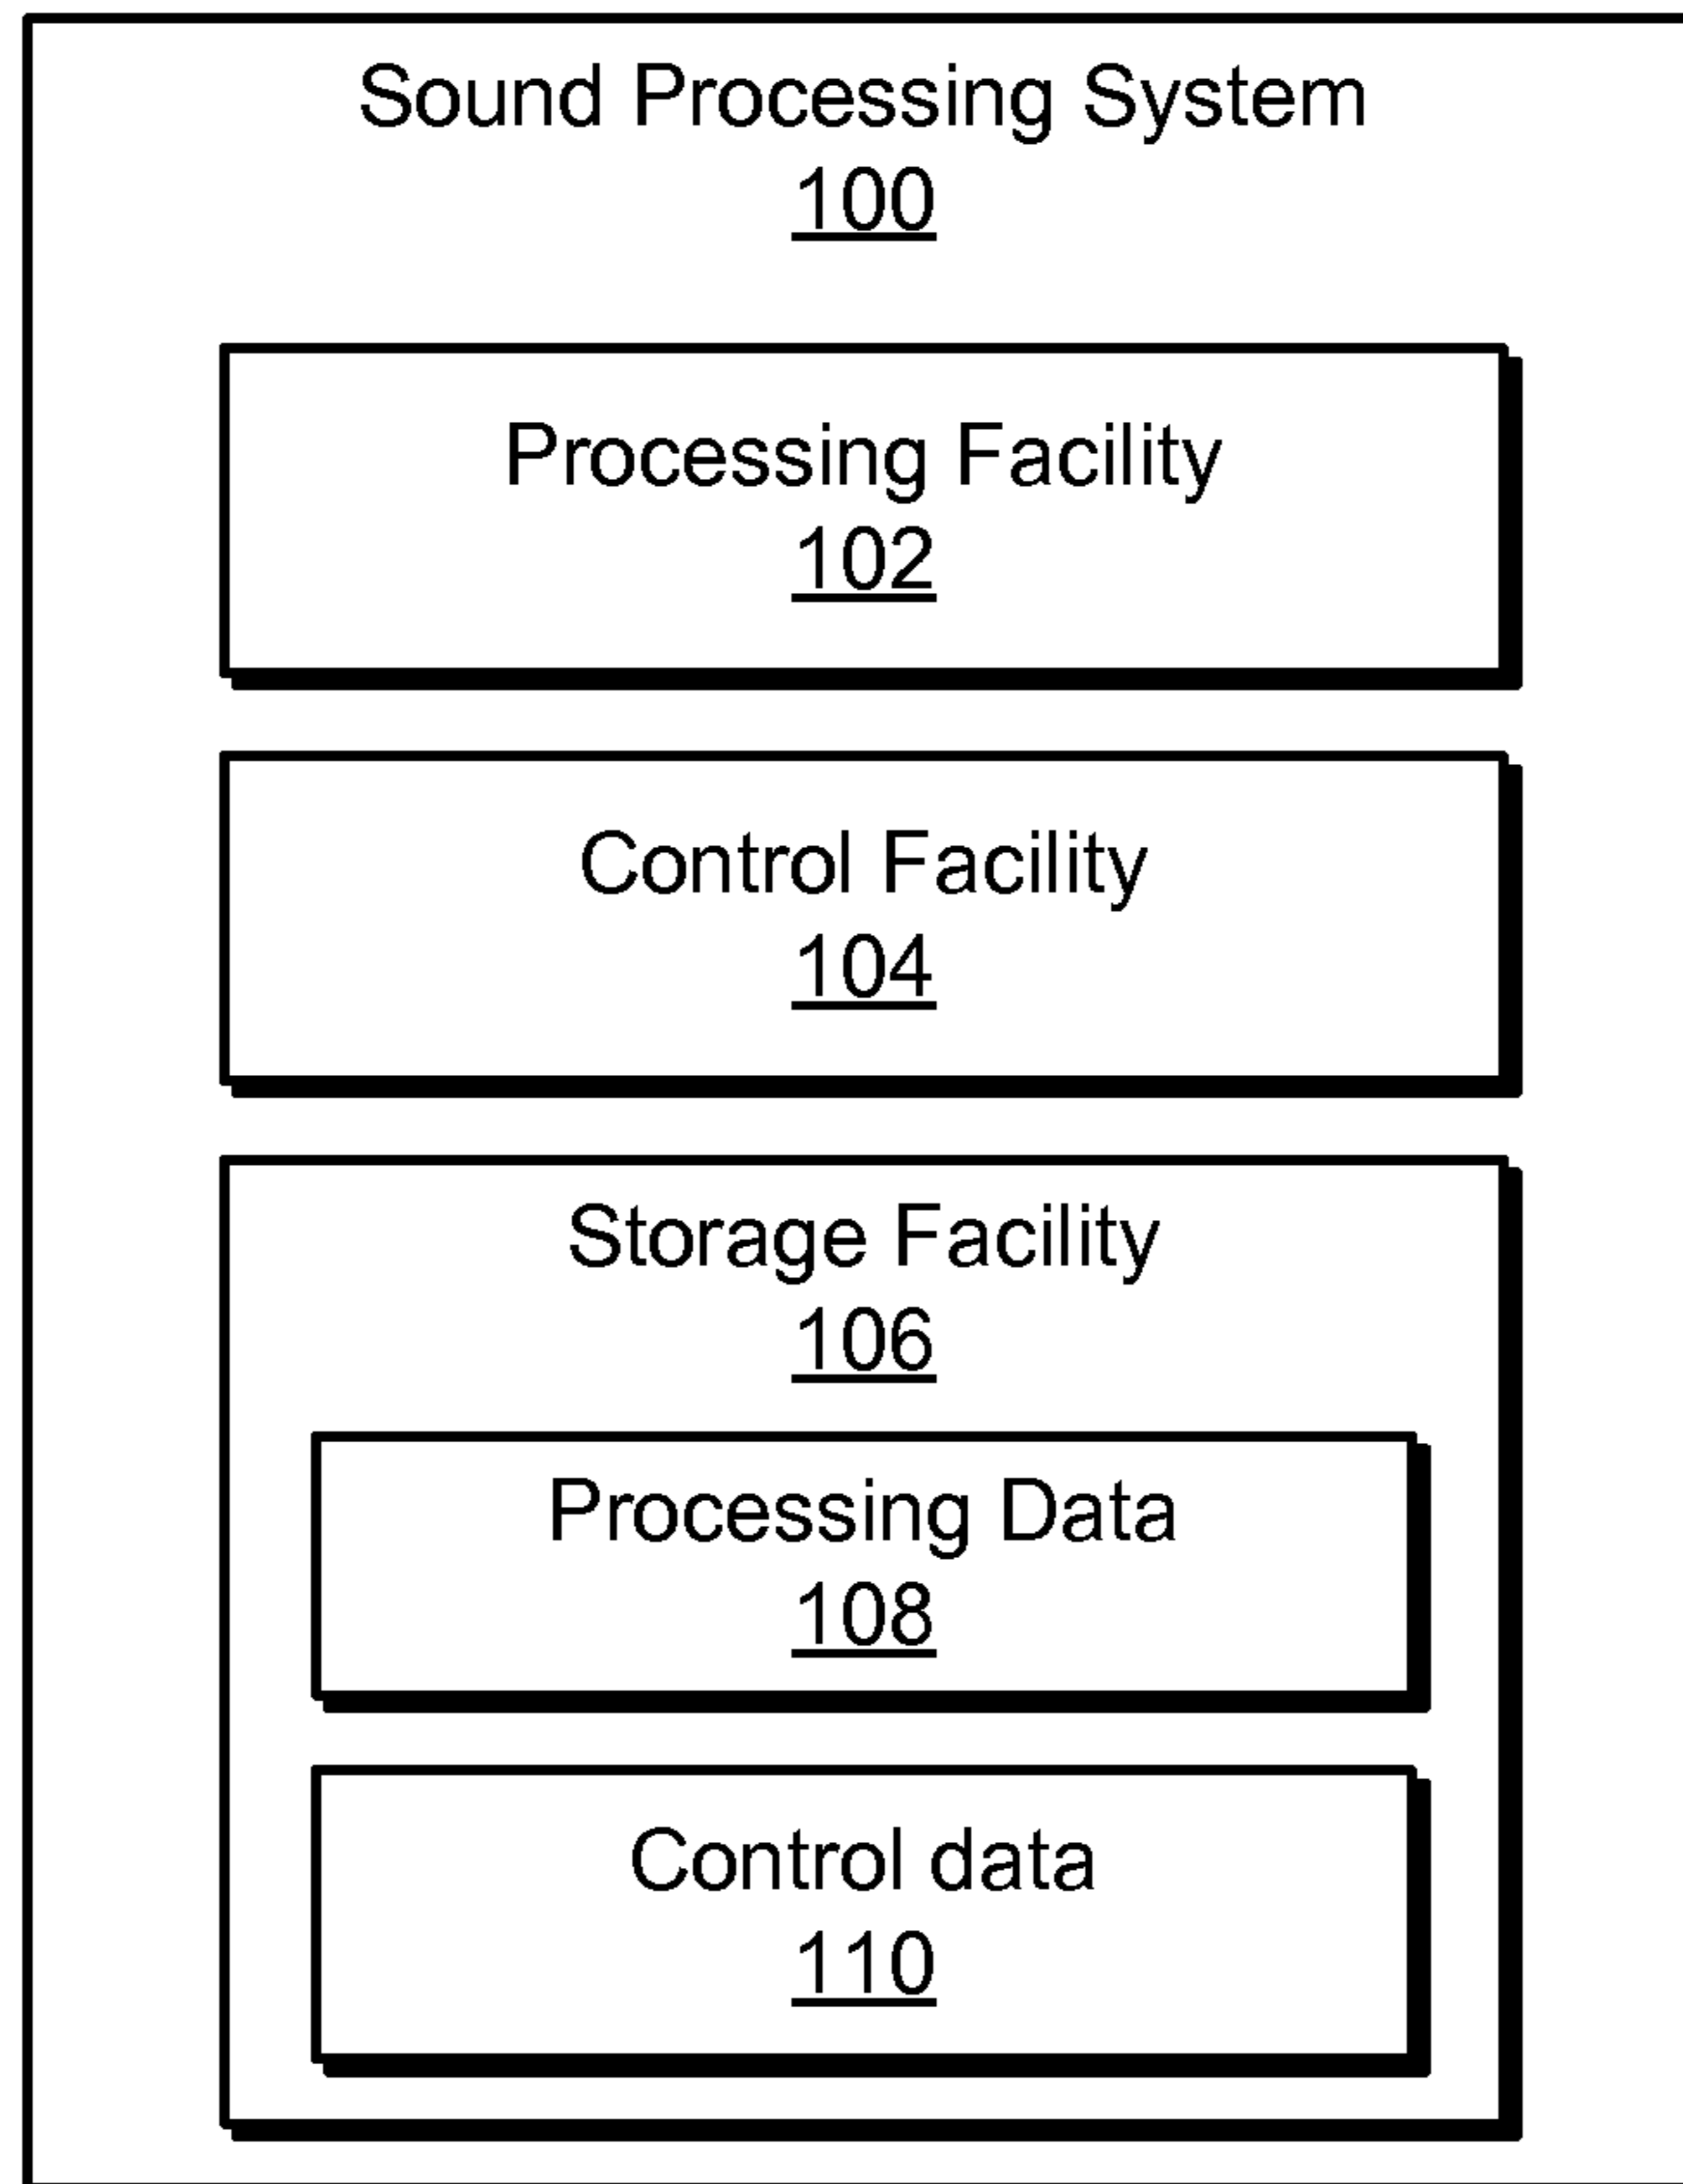 Sound Processing System
100
Processing Facility
102
Control Facility
104
Storage Facility
106
Processing Data
108
Control data
110